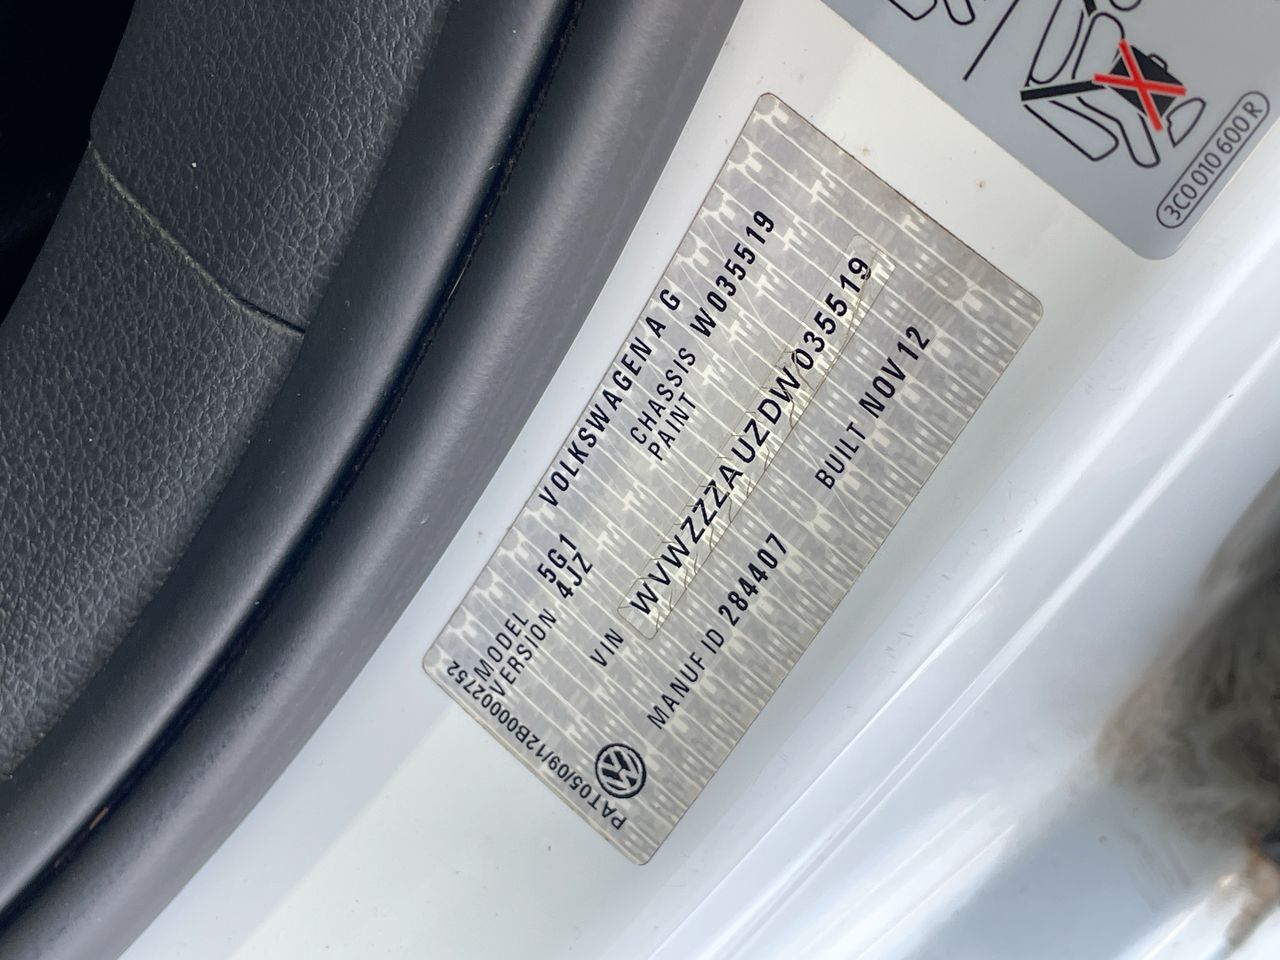 3C0 010 600 R
PAT05/09/12B000002752
VOLKSWAGEN A G
MODEL 5G1 CHASSIS W035519
VERSION 4JZ PAINT
VIN WVWZZZAUZDW035519
MANUF ID 284407 BUILT NOV 12